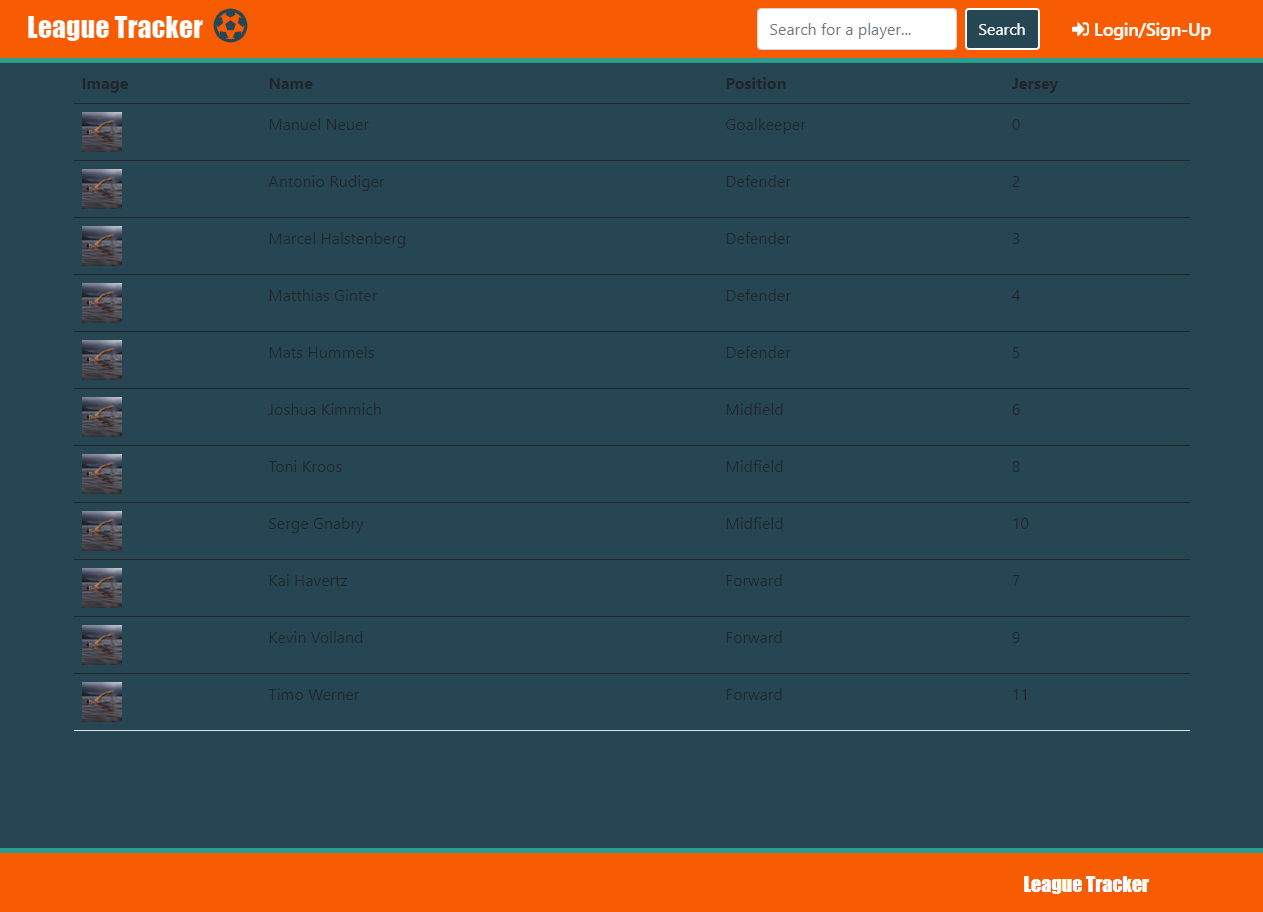 League Tracker
Search for a player... Search Login/Sign-Up
Image Name Position Jersey
Manuel Neuer Goalkeeper 0
Antonio Rudiger Defender 2
Marcel Halstenberg Defender 3
Matthias Ginter Defender 4
Mats Hummels Defender 5
Joshua Kimmich Midfield 6
Toni Kroos Midfield 8
Serge Gnabry Midfield 10
Kai Havertz Forward 7
Kevin Volland Forward 9
Timo Werner Forward 11
League Tracker